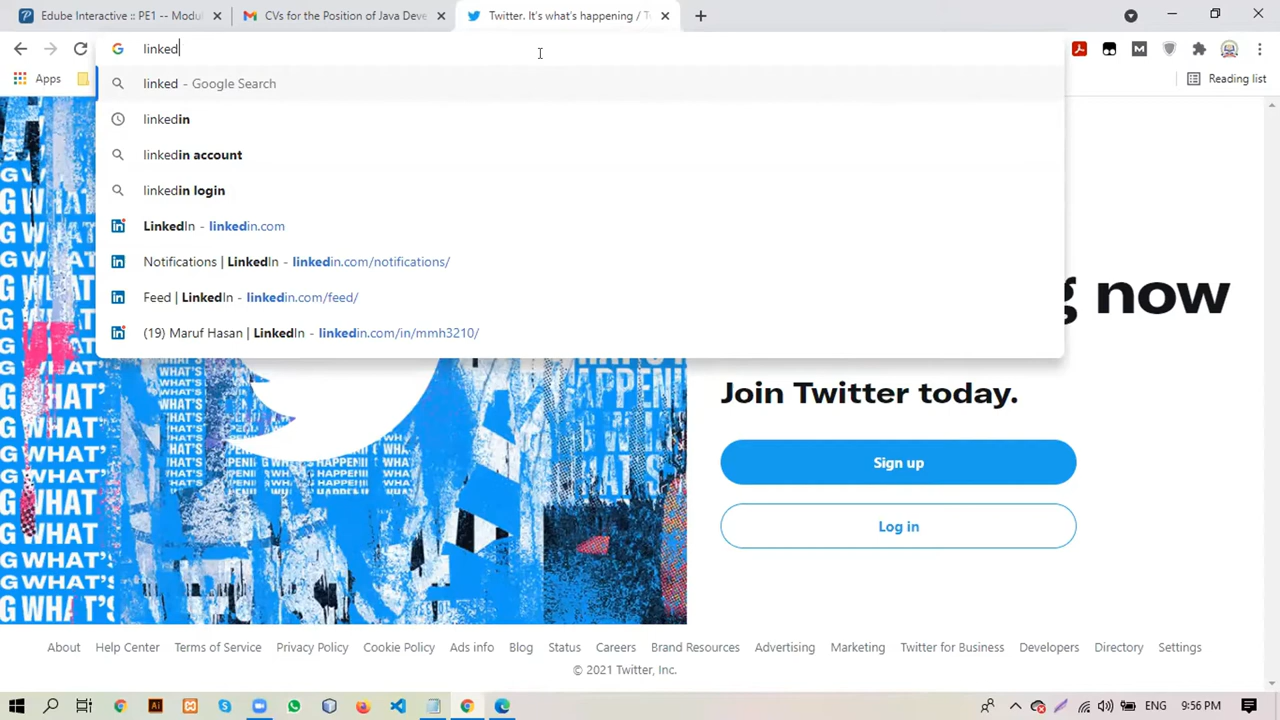 Edube Interactive :: PE1 -- Modul
CVs for the Position of Java Deve
Twitter. It's what's happening / T
linked
Apps
Reading list
linked - Google Search
linkedin
linkedin account
linkedin login
LinkedIn - linkedin.com
Notifications | LinkedIn - linkedin.com/notifications/
Feed | LinkedIn - linkedin.com/feed/
(19) Maruf Hasan | LinkedIn - linkedin.com/in/mmh3210/
g now
Join Twitter today.
Sign up
Log in
About Help Center Terms of Service Privacy Policy Cookie Policy Ads info Blog Status Careers Brand Resources Advertising Marketing Twitter for Business Developers Directory Settings
© 2021 Twitter, Inc.
ENG 9:56 PM